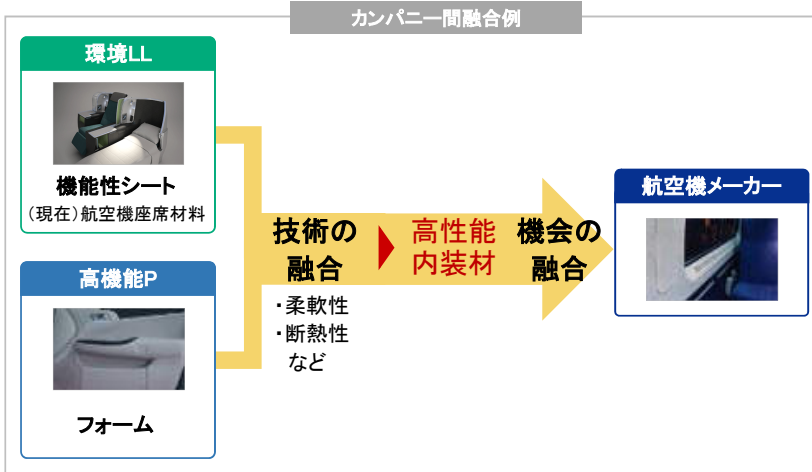 カンパニー間融合例
環境LL
機能性シート
（現在）航空機座席材料
高機能P
フォーム
技術の
融合
・柔軟性
・断熱性
など
高性能
内装材
機会の
融合
航空機メーカー